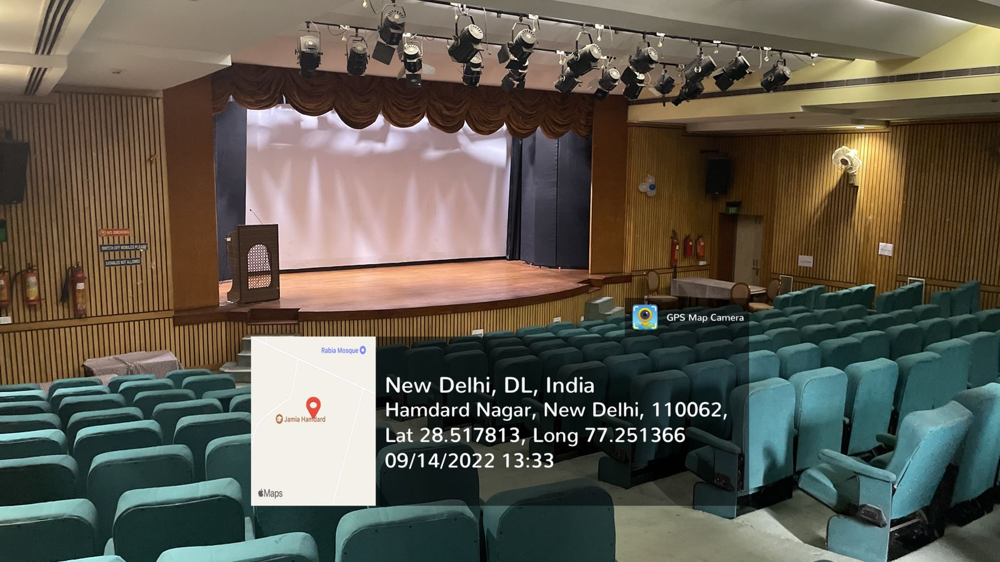 NO SMOKING
SWITCH OFF MOBILES PLEASE
EATABLES NOT ALLOWED
GPS Map Camera
Rabia Mosque
Jamia Hamdard
Maps
New Delhi, DL, India
Hamdard Nagar, New Delhi, 110062,
Lat 28.517813, Long 77.251366
09/14/2022 13:33